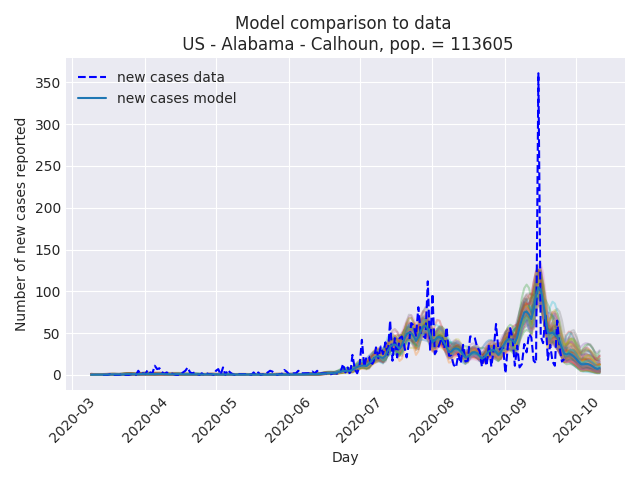 Model comparison to data
US - Alabama - Calhoun, pop. = 113605
new cases data
new cases model
350
300
250
200
150
100
50
0
Number of new cases reported
2020-03
2020-04
2020-05
2020-06
2020-07
2020-08
2020-09
2020-10
Day